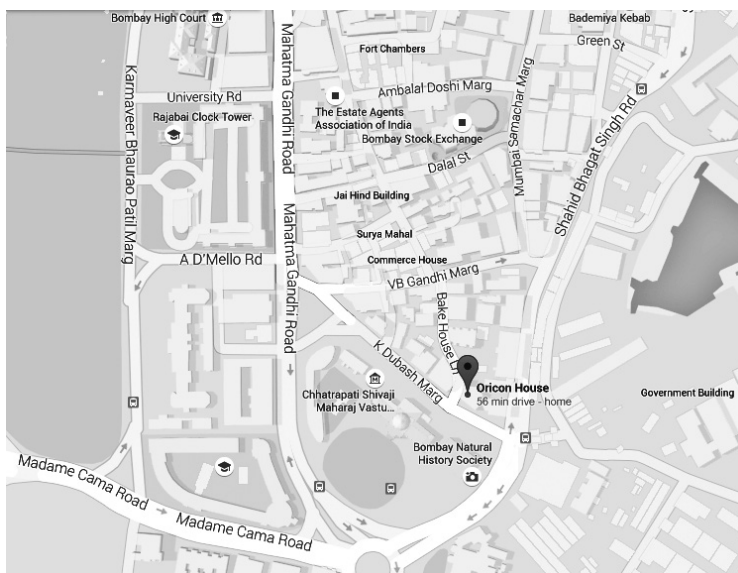 Bombay High Court
Mahatma Gandhi Road
Fort Chambers
Bademiya Kebab
Green St
Karmaveer Bhaurao Patil Marg
University Rd
Rajabai Clock Tower
Ambalal Doshi Marg
The Estate Agents
Association of India
Bombay Stock Exchange
Mumbai Samachar Marg
Shahid Bhagat Singh Rd
Dalal St
Jai Hind Building
Mahatma Gandhi Road
Surya Mahal
A D'Mello Rd
Commerce House
VB Gandhi Marg
Bake House Ln
K Dubash Marg
Chhatrapati Shivaji
Maharaj Vastu...
Oricon House
56 min drive - home
Government Building
Bombay Natural
History Society
Madame Cama Road
Madame Cama Road